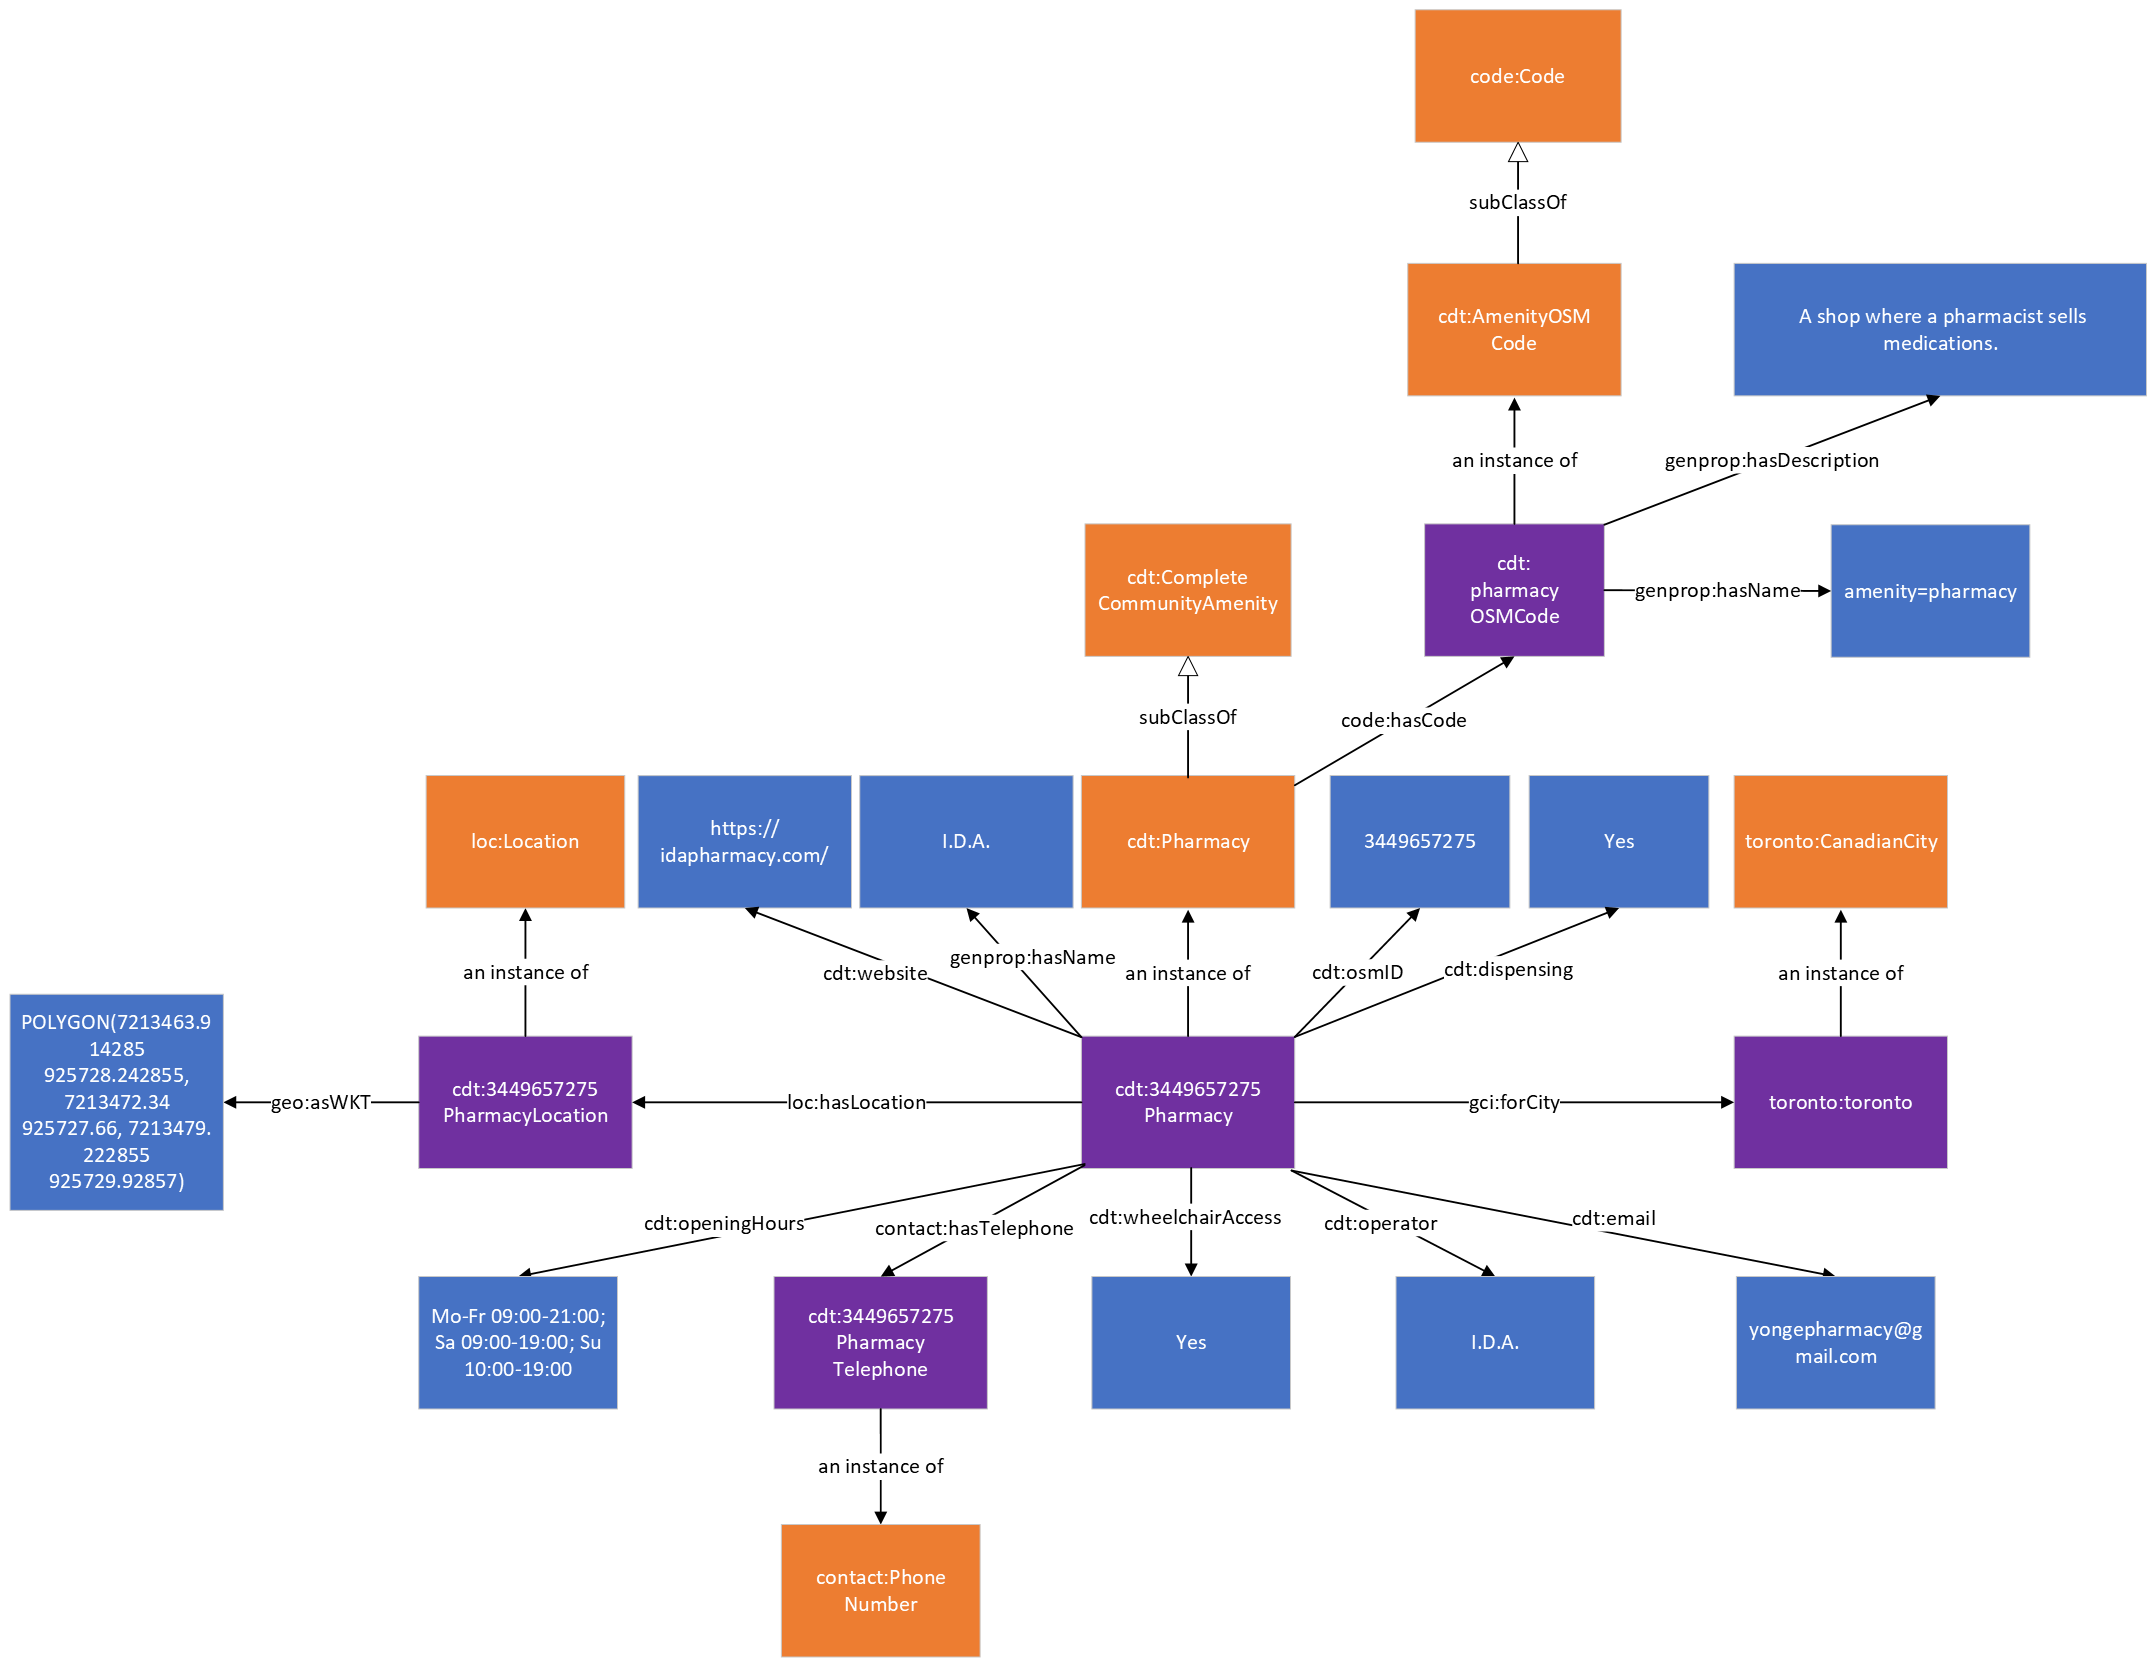 code:Code
subClassOf
cdt:AmenityOSM
Code
A shop where a pharmacist sells
medications.
an instance of
genprop:hasDescription
cdt:Complete
CommunityAmenity
cdt:
pharmacy
OSMCode
genprop:hasName
amenity=pharmacy
subClassOf
code:hasCode
loc:Location
https://
idapharmacy.com/
I.D.A.
cdt:Pharmacy
3449657275
Yes
toronto:CanadianCity
an instance of
cdt:website
genprop:hasName
an instance of
cdt:osmID
cdt:dispensing
an instance of
POLYGON(7213463.9
14285
925728.242855,
7213472.34
925727.66, 7213479.
222855
925729.92857)
geo:asWKT
cdt:3449657275
PharmacyLocation
loc:hasLocation
cdt:3449657275
Pharmacy
gci:forCity
toronto:toronto
cdt:openingHours
contact:hasTelephone
cdt:wheelchairAccess
cdt:operator
cdt:email
Mo-Fr 09:00-21:00;
Sa 09:00-19:00; Su
10:00-19:00
cdt:3449657275
Pharmacy
Telephone
Yes
I.D.A.
yongepharmacy@g
mail.com
an instance of
contact:Phone
Number